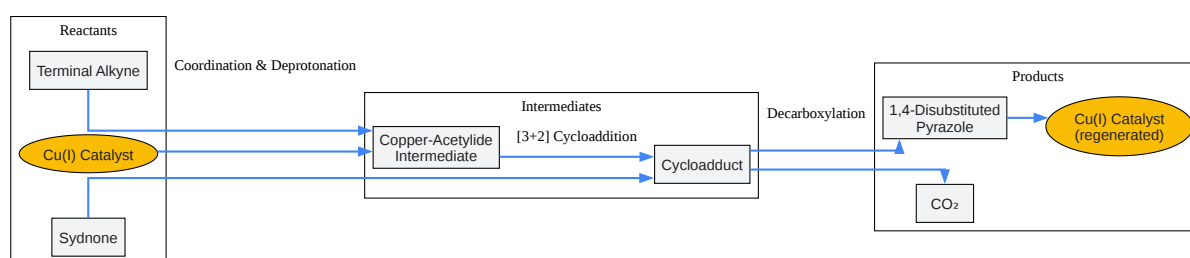 Reactants
Terminal Alkyne
Cu(I) Catalyst
Sydnone
Coordination & Deprotonation
Intermediates
Copper-Acetylide
Intermediate
[3+2] Cycloaddition
Cycloadduct
Decarboxylation
Products
1,4-Disubstituted
Pyrazole
Cu(I) Catalyst
(regenerated)
CO₂